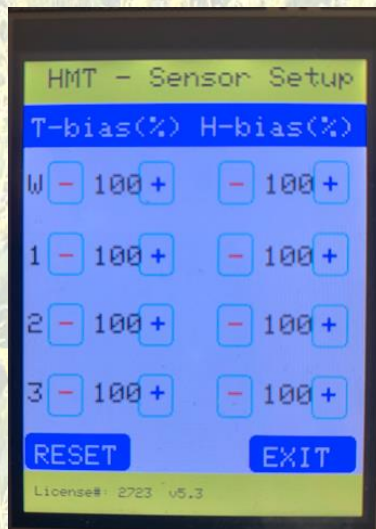 HMT - Sensor Setup
T-bias(%) H-bias(%)
W - 100 + - 100 +
1 - 100 + - 100 +
2 - 100 + - 100 +
3 - 100 + - 100 +
RESET EXIT
License#: 2723 v5.3